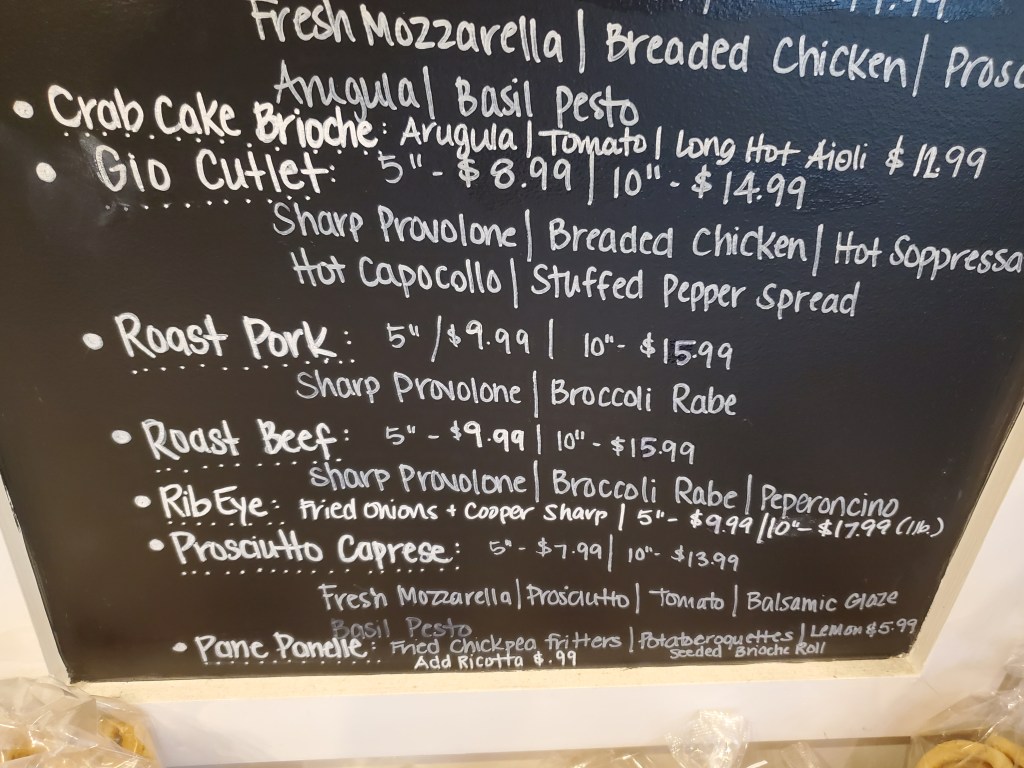 Fresh Mozzarella | Breaded Chicken |
Arugula | Basil Pesto
• Crab Cake Brioche: Arugula | Tomato | Long Hot Aioli $12.99
• Gio Cutlet: 5" - $8.99 | 10" - $14.99
Sharp Provolone | Breaded Chicken | Hot Soppressa
Hot Capocollo | Stuffed Pepper Spread
• Roast Pork: 5" / $9.99 | 10" - $15.99
Sharp Provolone | Broccoli Rabe
• Roast Beef: 5" - $9.99 | 10" - $15.99
Sharp Provolone | Broccoli Rabe | Peperoncino
• Rib Eye: Fried Onions + Cooper Sharp | 5" - $9.99 | 10" - $17.99 (1lb.)
• Prosciutto Caprese: 5" - $7.99 | 10" - $13.99
Fresh Mozzarella | Prosciutto | Tomato | Balsamic Glaze
Basil Pesto
• Pane Panelle: Fried Chickpea fritters | Potato Croquettes | Lemon $5.99
Seeded Brioche Roll
Add Ricotta $.99